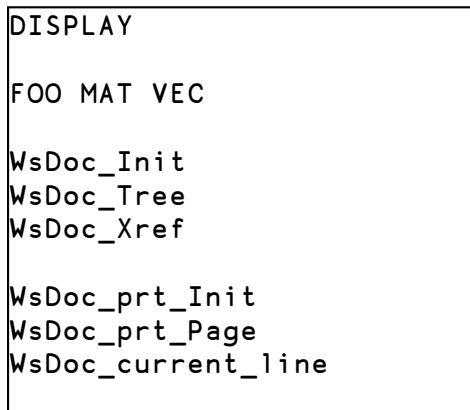 DISPLAY
FOO MAT VEC
WsDoc_Init
WsDoc_Tree
WsDoc_Xref
WsDoc_prt_Init
WsDoc_prt_Page
WsDoc_current_line